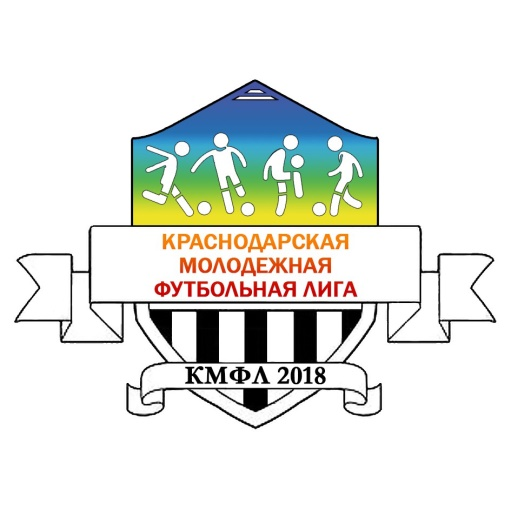 КРАСНОДАРСКАЯ
МОЛОДЕЖНАЯ
ФУТБОЛЬНАЯ ЛИГА
КМФЛ 2018